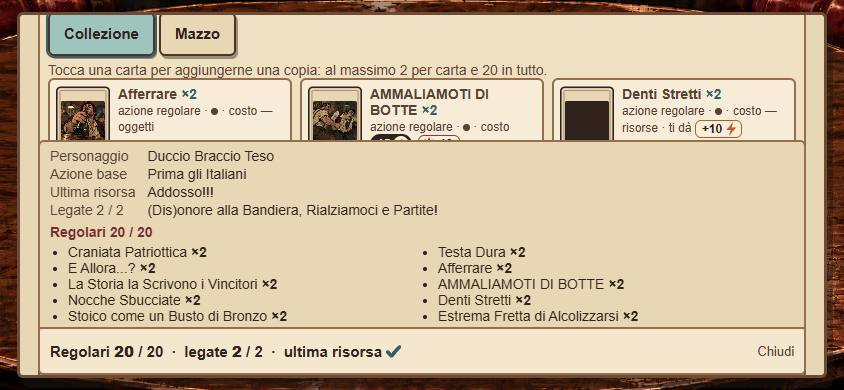 Collezione
Mazzo
Tocca una carta per aggiungerne una copia: al massimo 2 per carta e 20 in tutto.
Afferrare ×2
azione regolare · ● · costo —
oggetti
AMMALIAMOTI DI
BOTTE ×2
azione regolare · ● · costo
Denti Stretti ×2
azione regolare · ● · costo —
risorse · ti dà +10
Personaggio Duccio Braccio Teso
Azione base Prima gli Italiani
Ultima risorsa Addosso!!!
Legate 2 / 2 (Dis)onore alla Bandiera, Rialziamoci e Partite!
Regolari 20 / 20
• Craniata Patriottica ×2
• E Allora...? ×2
• La Storia la Scrivono i Vincitori ×2
• Nocche Sbucciate ×2
• Stoico come un Busto di Bronzo ×2
• Testa Dura ×2
• Afferrare ×2
• AMMALIAMOTI DI BOTTE ×2
• Denti Stretti ×2
• Estrema Fretta di Alcolizzarsi ×2
Regolari 20 / 20 · legate 2 / 2 · ultima risorsa ✔
Chiudi